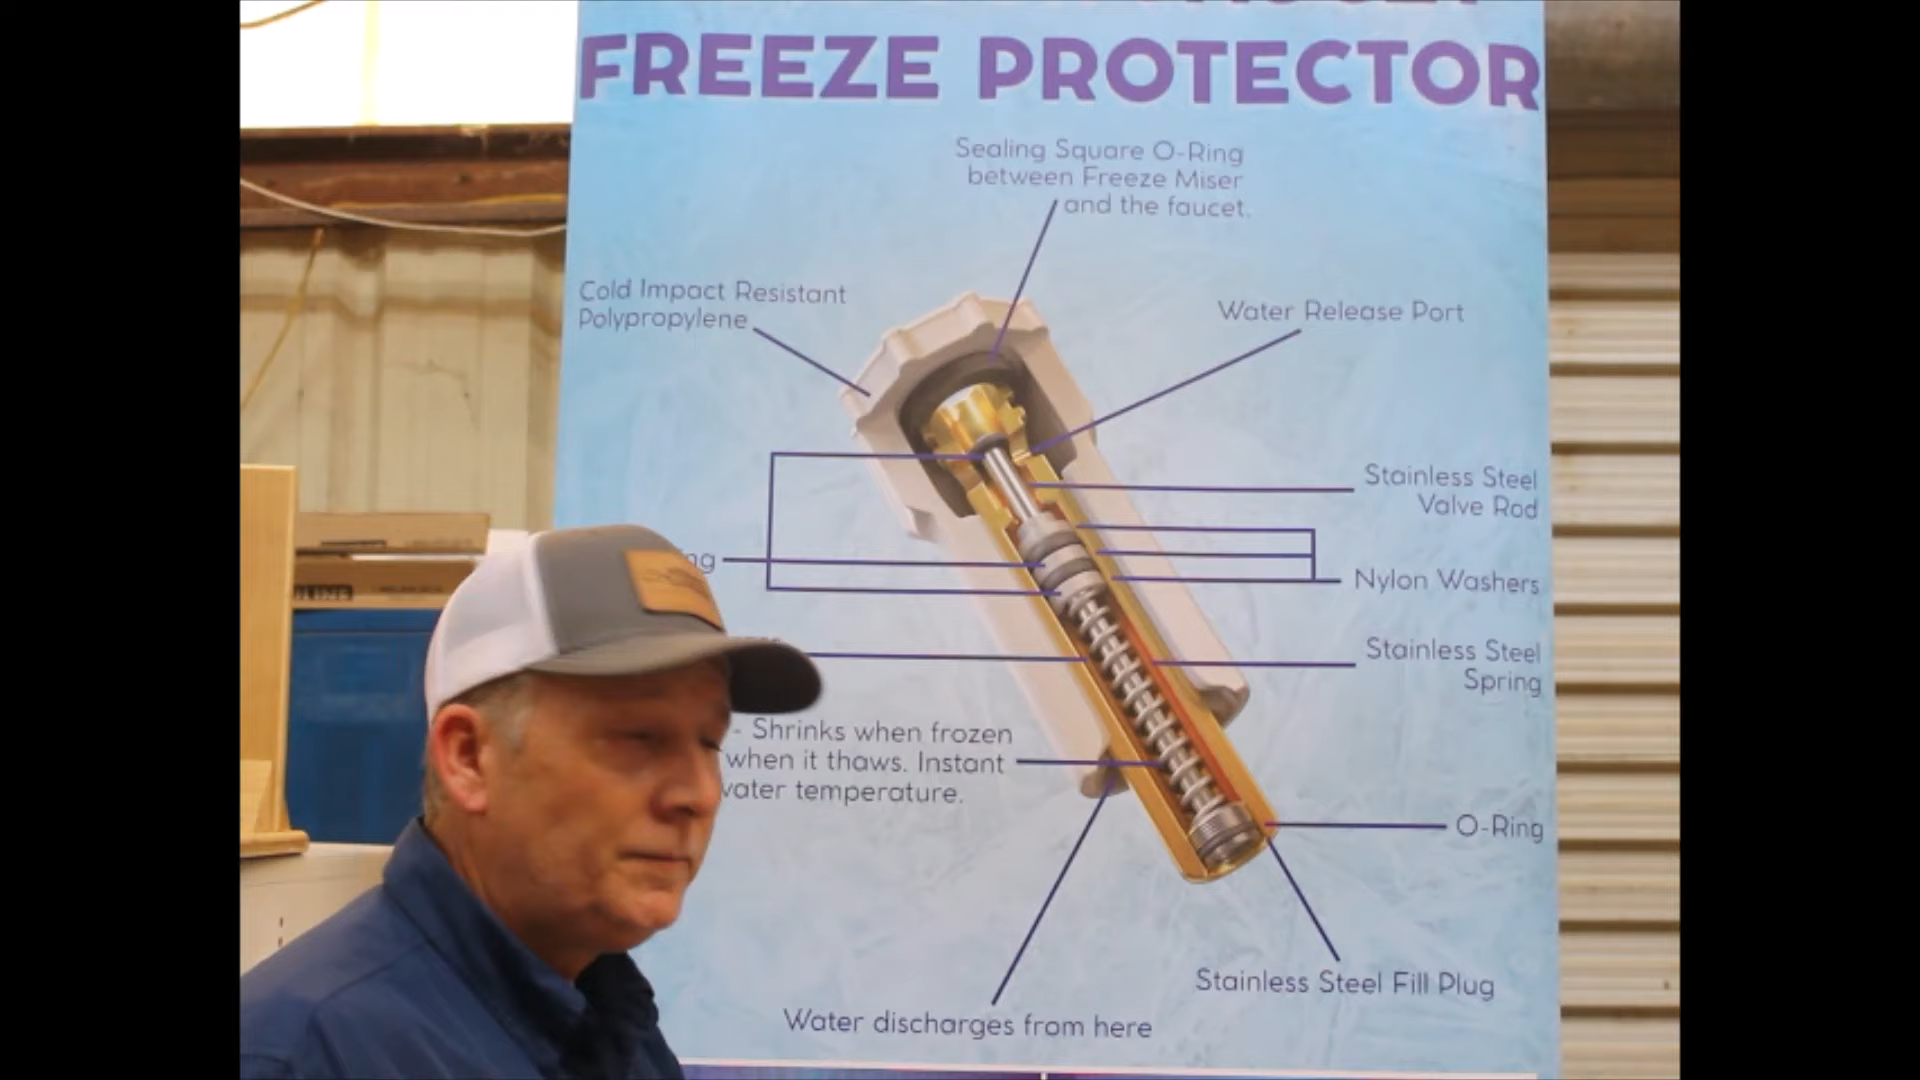 FREEZE PROTECTOR
Sealing Square O-Ring
between Freeze Miser
and the faucet.
Cold Impact Resistant
Polypropylene
Water Release Port
Stainless Steel
Valve Rod
Nylon Washers
Stainless Steel
Spring
- Shrinks when frozen
when it thaws. Instant
water temperature.
O-Ring
Stainless Steel Fill Plug
Water discharges from here